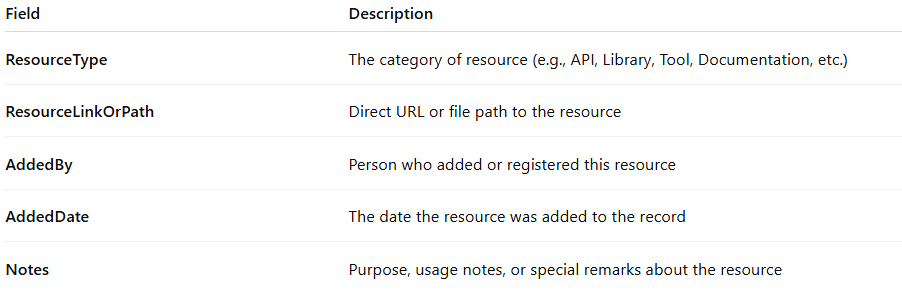 Field Description
ResourceType The category of resource (e.g., API, Library, Tool, Documentation, etc.)
ResourceLinkOrPath Direct URL or file path to the resource
AddedBy Person who added or registered this resource
AddedDate The date the resource was added to the record
Notes Purpose, usage notes, or special remarks about the resource